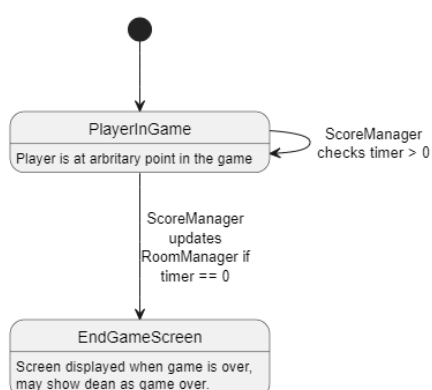 PlayerInGame
Player is at arbritary point in the game
ScoreManager
checks timer > 0
ScoreManager
updates
RoomManager if
timer == 0
EndGameScreen
Screen displayed when game is over,
may show dean as game over.